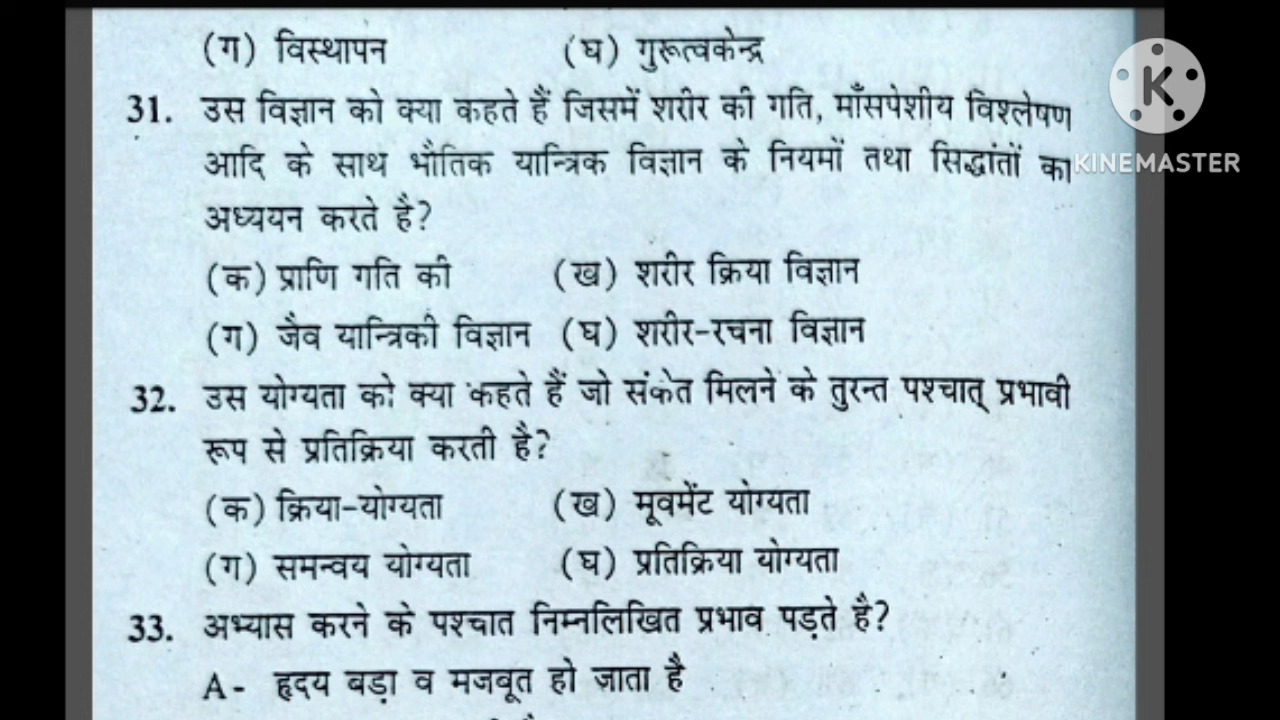 (ग) विस्थापन (घ) गुरूत्वकेन्द्र
31. उस विज्ञान को क्या कहते हैं जिसमें शरीर की गति, माँसपेशीय विश्लेषण
आदि के साथ भौतिक यान्त्रिक विज्ञान के नियमों तथा सिद्धांतों का
अध्ययन करते है?
(क) प्राणि गति की (ख) शरीर क्रिया विज्ञान
(ग) जैव यान्त्रिकी विज्ञान (घ) शरीर-रचना विज्ञान
32. उस योग्यता को क्या कहते हैं जो संकेत मिलने के तुरन्त पश्चात् प्रभावी
रूप से प्रतिक्रिया करती है?
(क) क्रिया-योग्यता (ख) मूवमेंट योग्यता
(ग) समन्वय योग्यता (घ) प्रतिक्रिया योग्यता
33. अभ्यास करने के पश्चात निम्नलिखित प्रभाव पड़ते है?
A- हृदय बड़ा व मजबूत हो जाता है
K
KINEMASTER